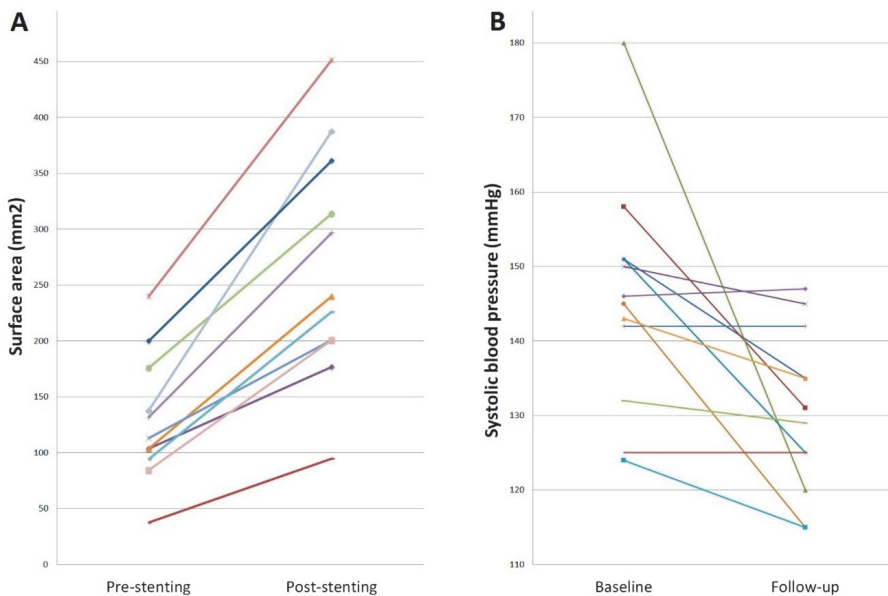 A
Surface area (mm2)
450
400
350
300
250
200
150
100
50
0
Pre-stenting
Post-stenting
B
Systolic blood pressure (mmHg)
180
170
160
150
140
130
120
110
Baseline
Follow-up